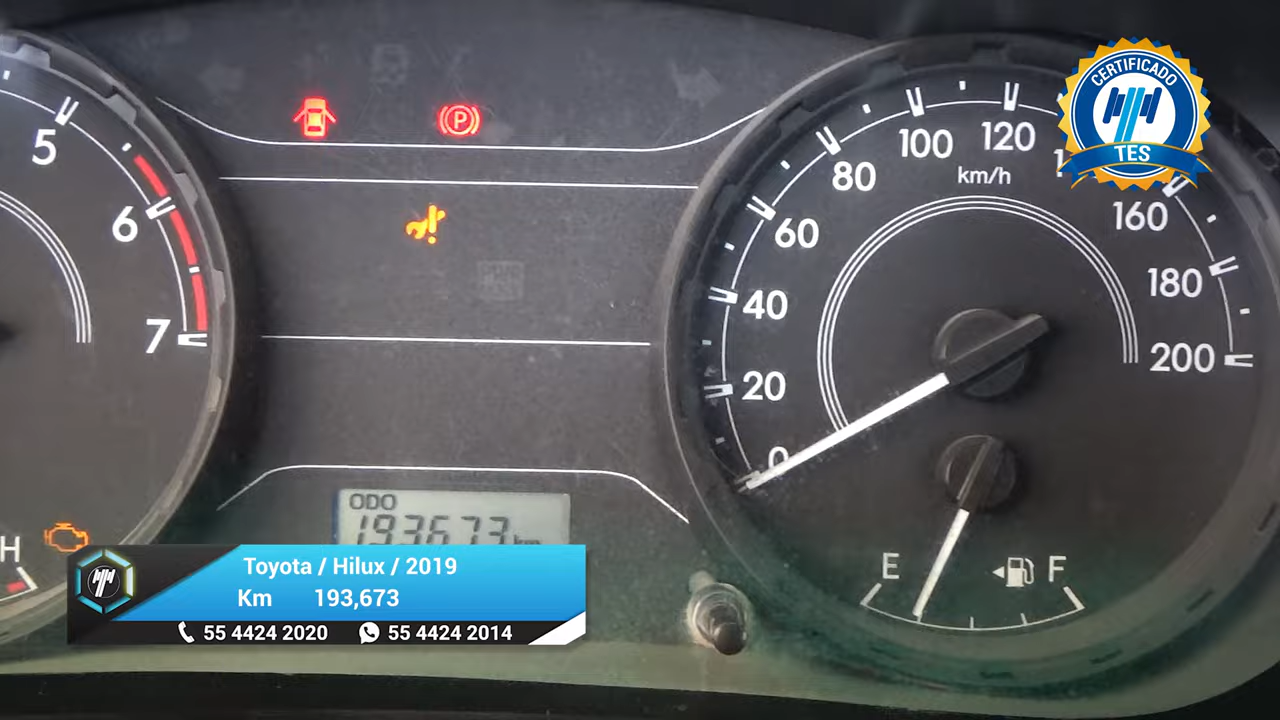 5
6
7
H
P
0
20
40
60
80
100
120
160
180
200
km/h
E
F
ODO
193673 km
CERTIFICADO
TES
Toyota / Hilux / 2019
Km 193,673
55 4424 2020 55 4424 2014